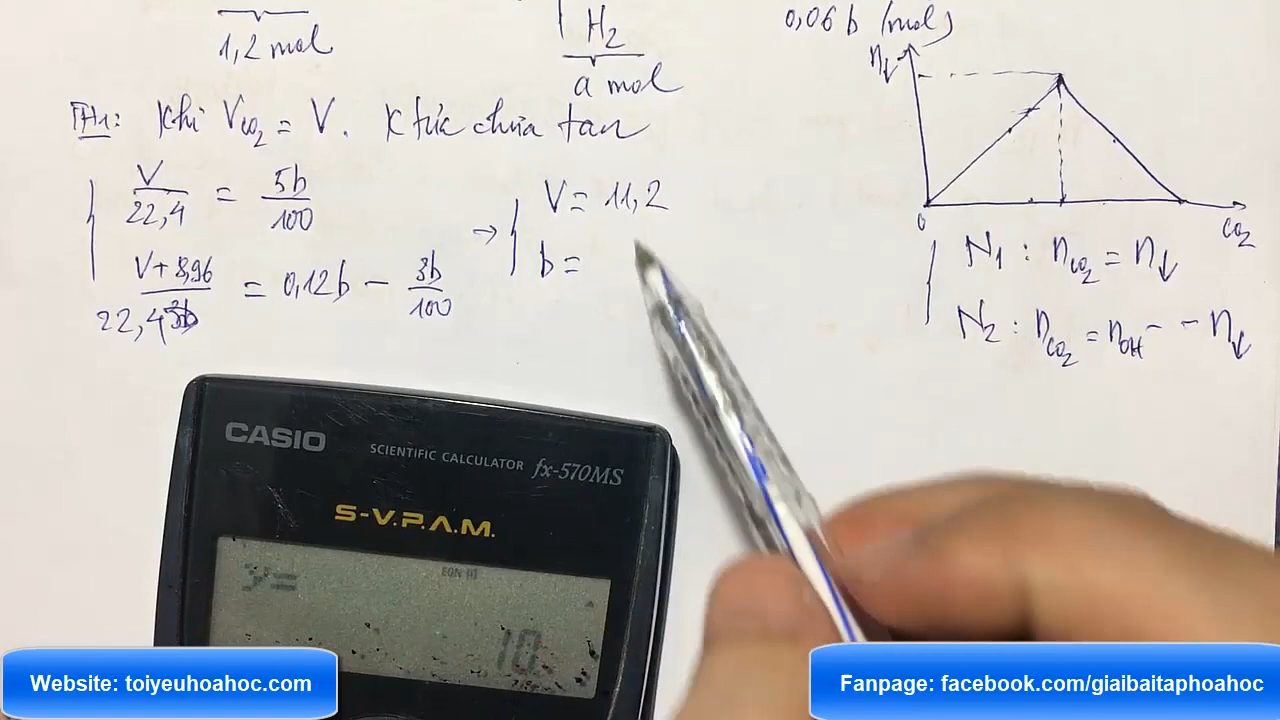 1,2 mol
H2
a mol
0,06 b (mol)
TH1: Khi VCO2 = V. K tủa chưa tan
V/22,4 = 5b/100
V+8,96/22,4 = 0,12b - 3b/100
→ V = 11,2
b =
n↓
0
CO2
N1 : nCO2 = n↓
N2 : nCO2 = nOH- - n↓
CASIO
SCIENTIFIC CALCULATOR fx-570MS
S-V.P.A.M.
EQN
y=
10
Website: toiyeuhoahoc.com
Fanpage: facebook.com/giaibaitaphoahoc